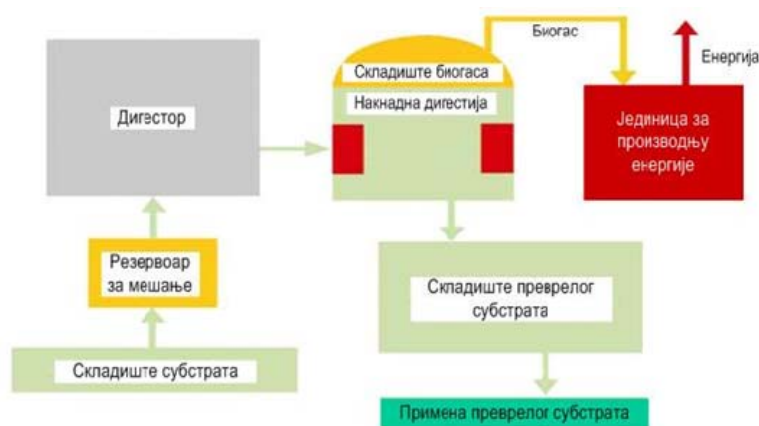 Биогас
Енергија
Складиште биогаса
Накнадна дигестија
Дигестор
Јединица за
производњу
енергије
Резервоар
за мешање
Складиште преврелог
субстрата
Складиште субстрата
Примена преврелог субстрата